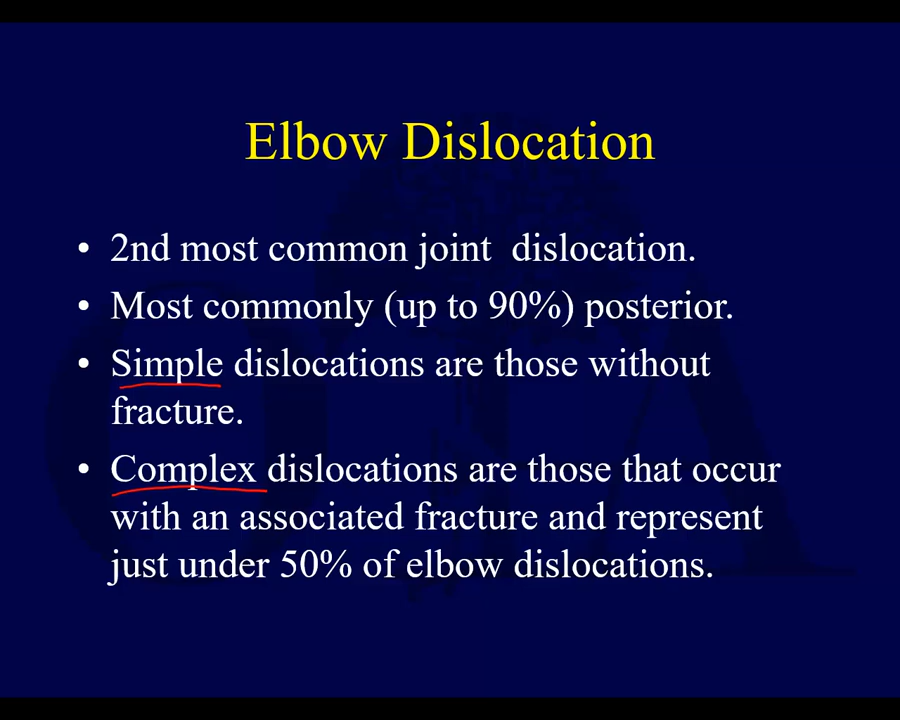 Elbow Dislocation
• 2nd most common joint  dislocation.
• Most commonly (up to 90%) posterior.
• Simple dislocations are those without
fracture.
• Complex dislocations are those that occur
with an associated fracture and represent
just under 50% of elbow dislocations.